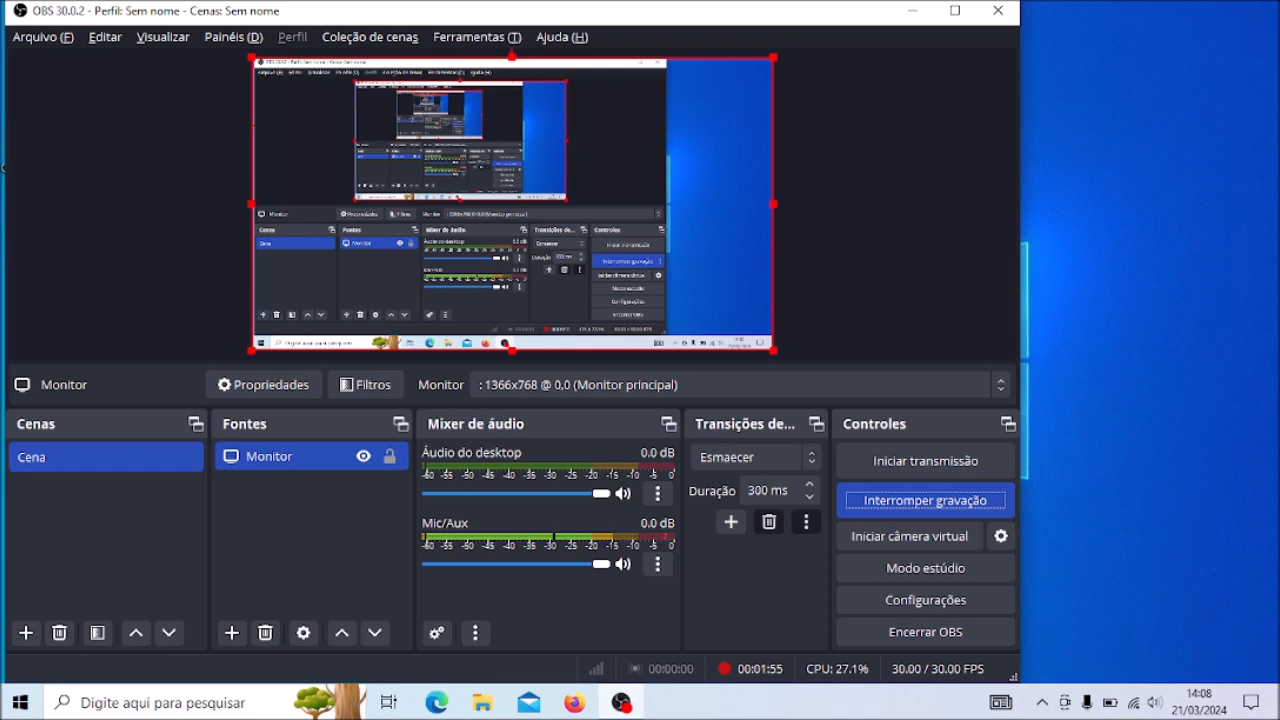 OBS 30.0.2 - Perfil: Sem nome - Cenas: Sem nome
Arquivo (F) Editar Visualizar Painéis (D) Perfil Coleção de cenas Ferramentas (T) Ajuda (H)
Monitor Propriedades Filtros Monitor : 1366x768 @ 0,0 (Monitor principal)
Cenas Fontes Mixer de áudio Transições de... Controles
Cena Monitor Áudio do desktop 0.0 dB Esmaecer Iniciar transmissão
-60 -55 -50 -45 -40 -35 -30 -25 -20 -15 -10 -5 0
Duração 300 ms Interromper gravação
Mic/Aux 0.0 dB
-60 -55 -50 -45 -40 -35 -30 -25 -20 -15 -10 -5 0
Iniciar câmera virtual
Modo estúdio
Configurações
Encerrar OBS
00:00:00 00:01:55 CPU: 27.1% 30.00 / 30.00 FPS
Digite aqui para pesquisar
14:08
21/03/2024